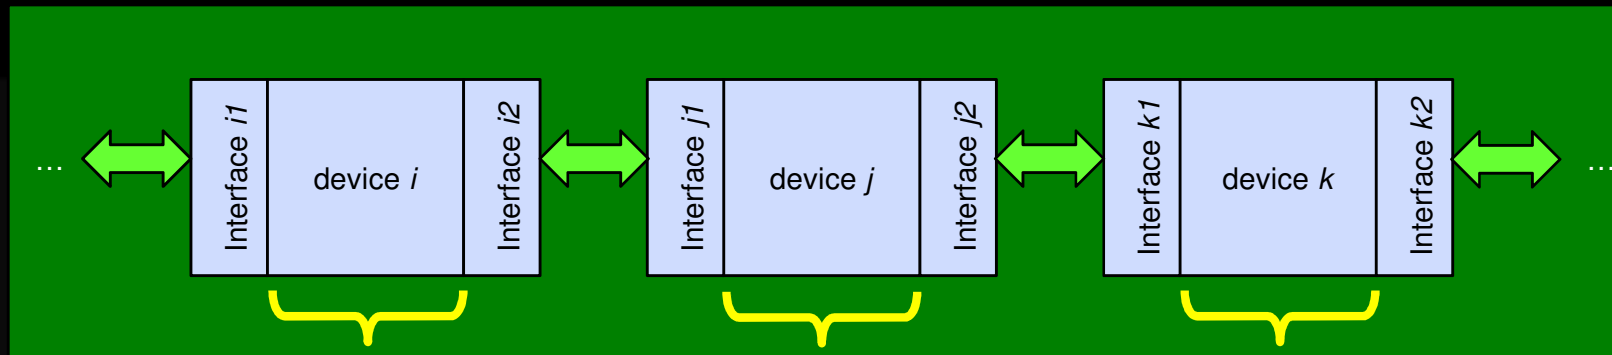 ...
Interface i1
device i
Interface i2
Interface j1
device j
Interface j2
Interface k1
device k
Interface k2
...